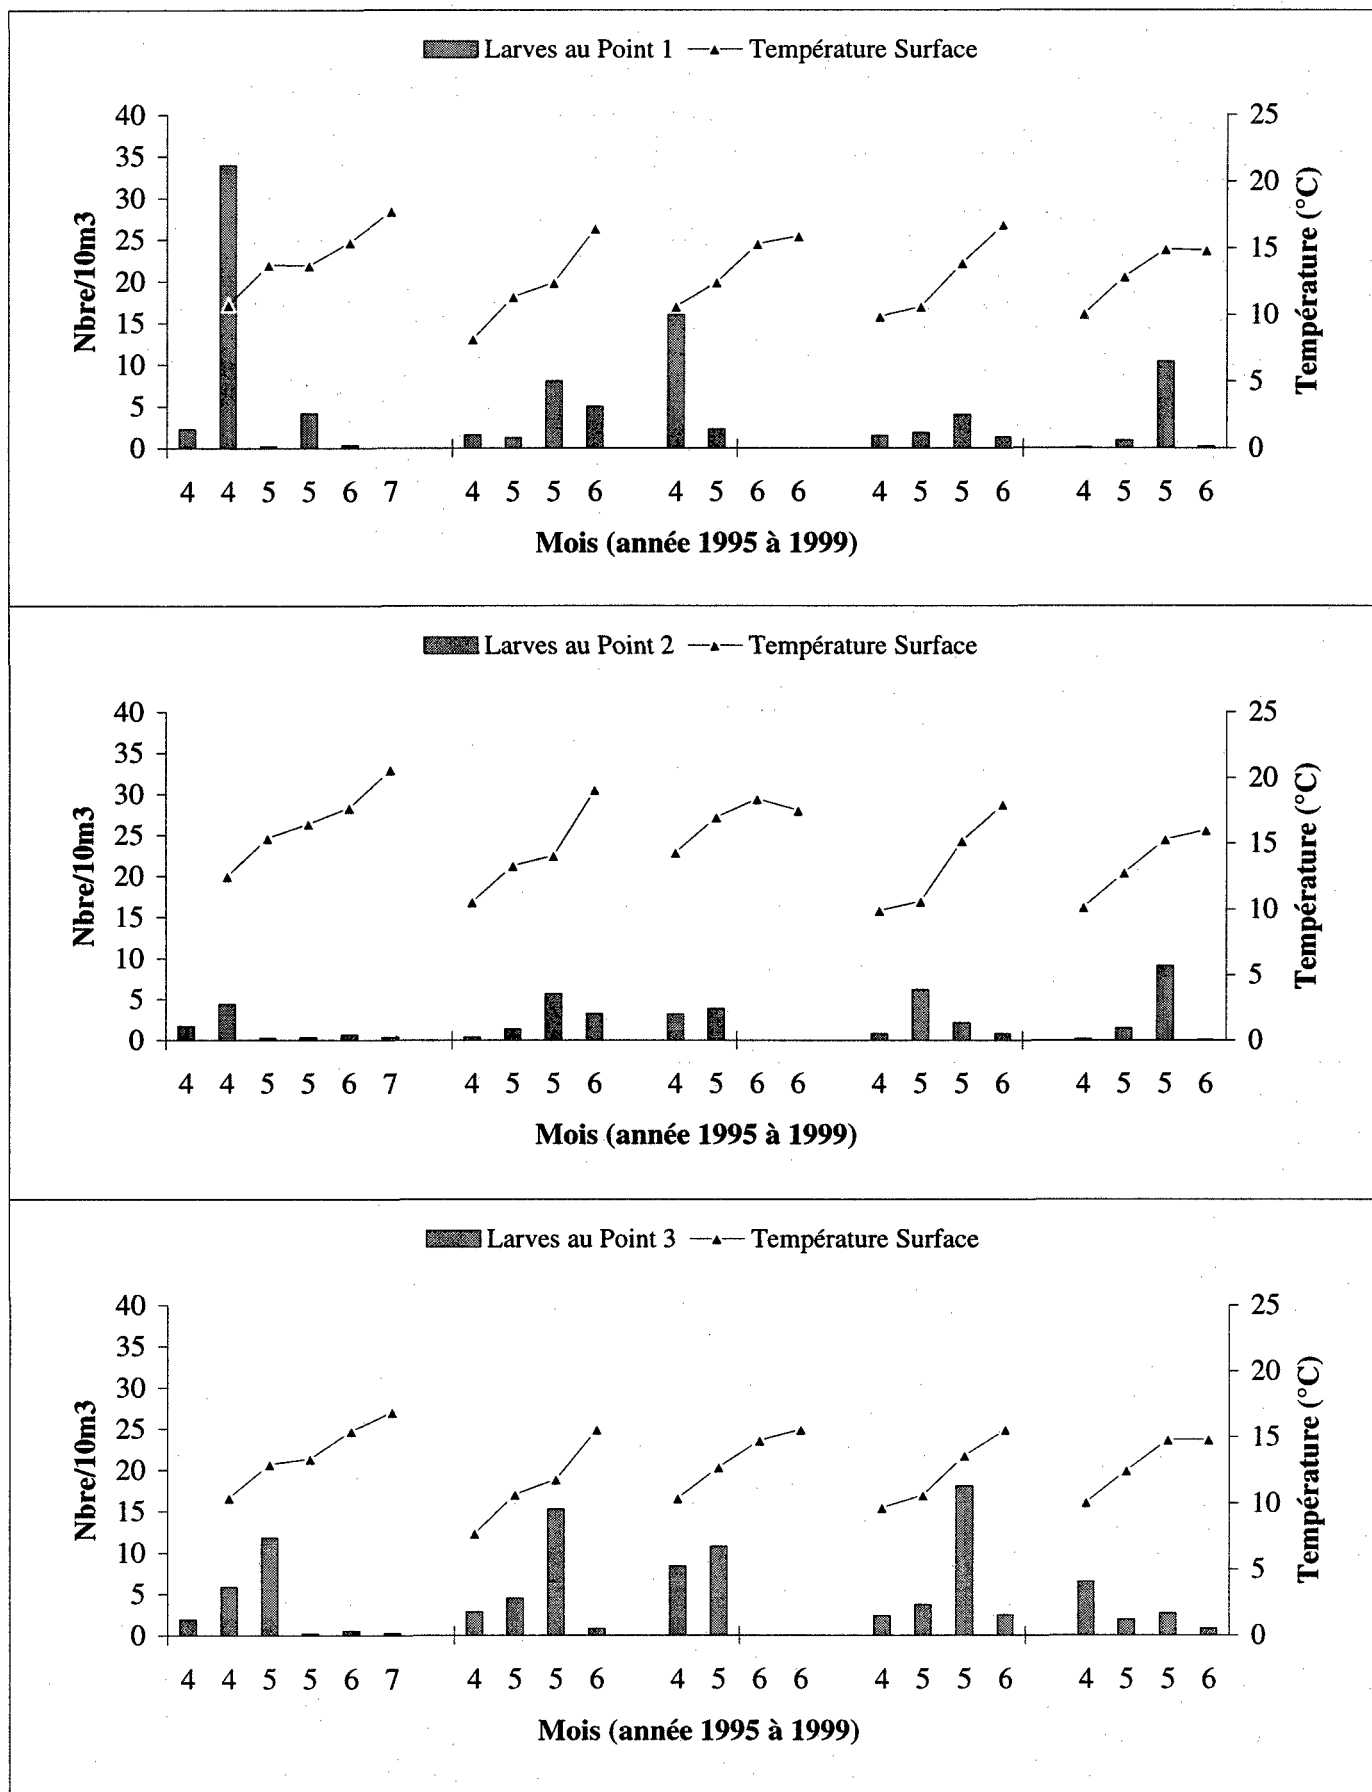 Larves au Point 1 Température Surface
40 25
35
30 20
25
20 15
15 10
10
5 5
0 0
Nbre/10m3
Température (°C)
4 4 5 5 6 7 4 5 5 6 4 5 6 6 4 5 5 6 4 5 5 6
Mois (année 1995 à 1999)
Larves au Point 2 Température Surface
40 25
35
30 20
25
20 15
15 10
10
5 5
0 0
Nbre/10m3
Température (°C)
4 4 5 5 6 7 4 5 5 6 4 5 6 6 4 5 5 6 4 5 5 6
Mois (année 1995 à 1999)
Larves au Point 3 Température Surface
40 25
35
30 20
25
20 15
15 10
10
5 5
0 0
Nbre/10m3
Température (°C)
4 4 5 5 6 7 4 5 5 6 4 5 6 6 4 5 5 6 4 5 5 6
Mois (année 1995 à 1999)